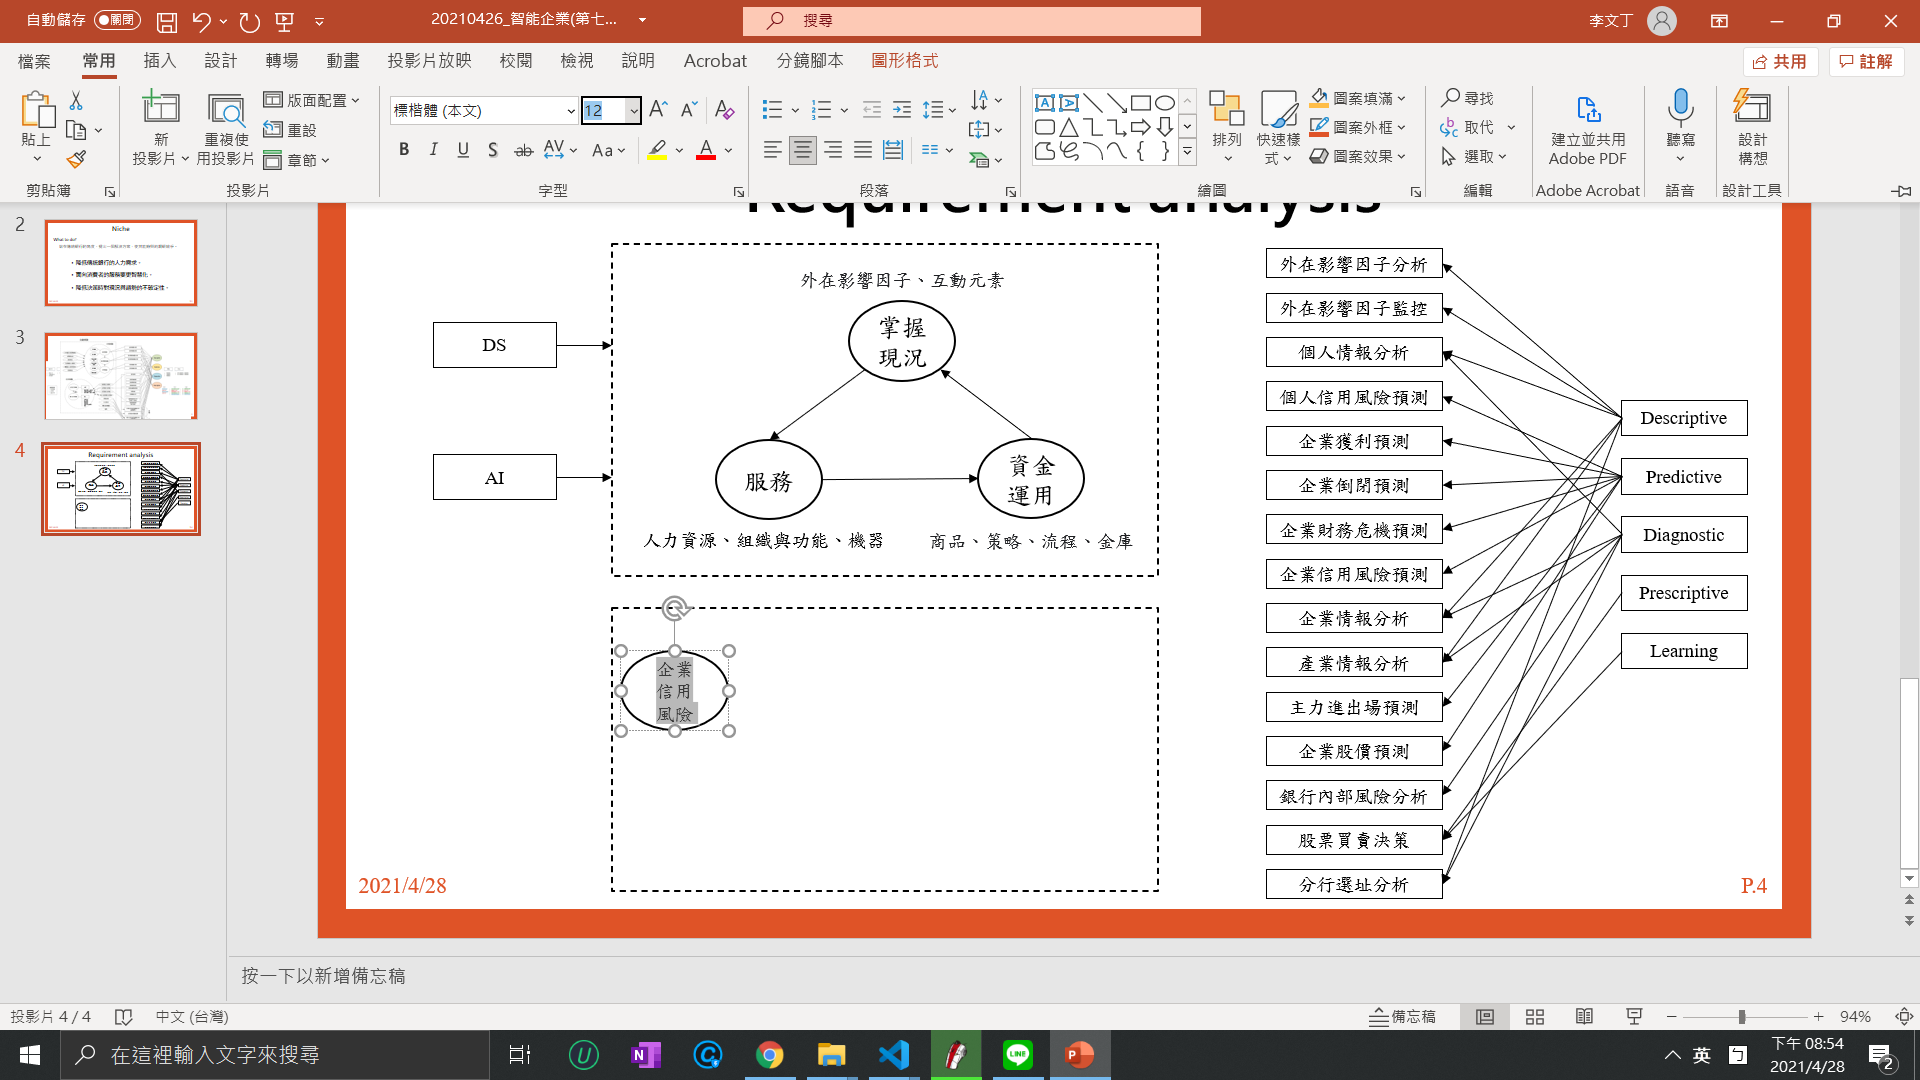 自動儲存 關閉
20210426_智能企業(第七...
搜尋
李文丁
檔案 常用 插入 設計 轉場 動畫 投影片放映 校閱 檢視 說明 Acrobat 分鏡腳本 圖形格式
共用 註解
貼上
新
投影片
重複使
用投影片
版面配置
重設
章節
標楷體 (本文) 12
排列
快速樣
式
圖案填滿
圖案外框
圖案效果
尋找
取代
選取
建立並共用
Adobe PDF
聽寫
設計
構想
剪貼簿 投影片 字型 段落 繪圖 編輯 Adobe Acrobat 語音 設計工具
2
Niche
What to do?
3
4
Requirement analysis
Requirement analysis
DS
AI
外在影響因子、互動元素
掌握
現況
服務
資金
運用
人力資源、組織與功能、機器
商品、策略、流程、金庫
企業
信用
風險
外在影響因子分析
外在影響因子監控
個人情報分析
個人信用風險預測
企業獲利預測
企業倒閉預測
企業財務危機預測
企業信用風險預測
企業情報分析
產業情報分析
主力進出場預測
企業股價預測
銀行內部風險分析
股票買賣決策
分行選址分析
Descriptive
Predictive
Diagnostic
Prescriptive
Learning
2021/4/28
P.4
按一下以新增備忘稿
投影片 4 / 4 中文 (台灣)
備忘稿 94%
在這裡輸入文字來搜尋
英
下午 08:54
2021/4/28
2